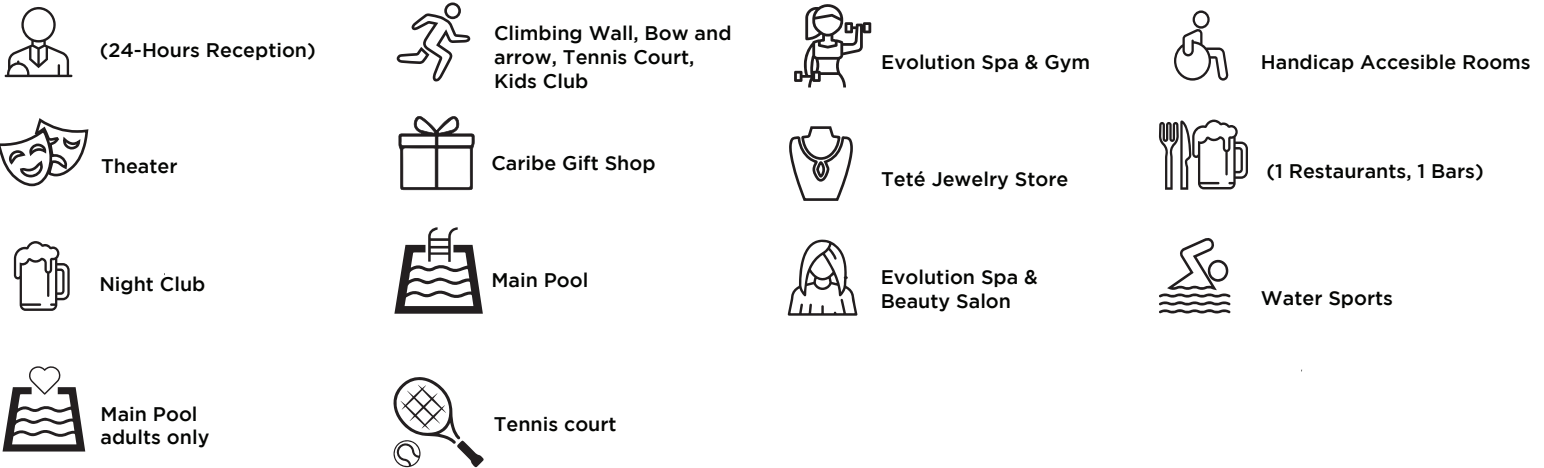 (24-Hours Reception)
Climbing Wall, Bow and
arrow, Tennis Court,
Kids Club
Evolution Spa & Gym
Handicap Accesible Rooms
Theater
Caribe Gift Shop
Teté Jewelry Store
(1 Restaurants, 1 Bars)
Night Club
Main Pool
Evolution Spa &
Beauty Salon
Water Sports
Main Pool
adults only
Tennis court